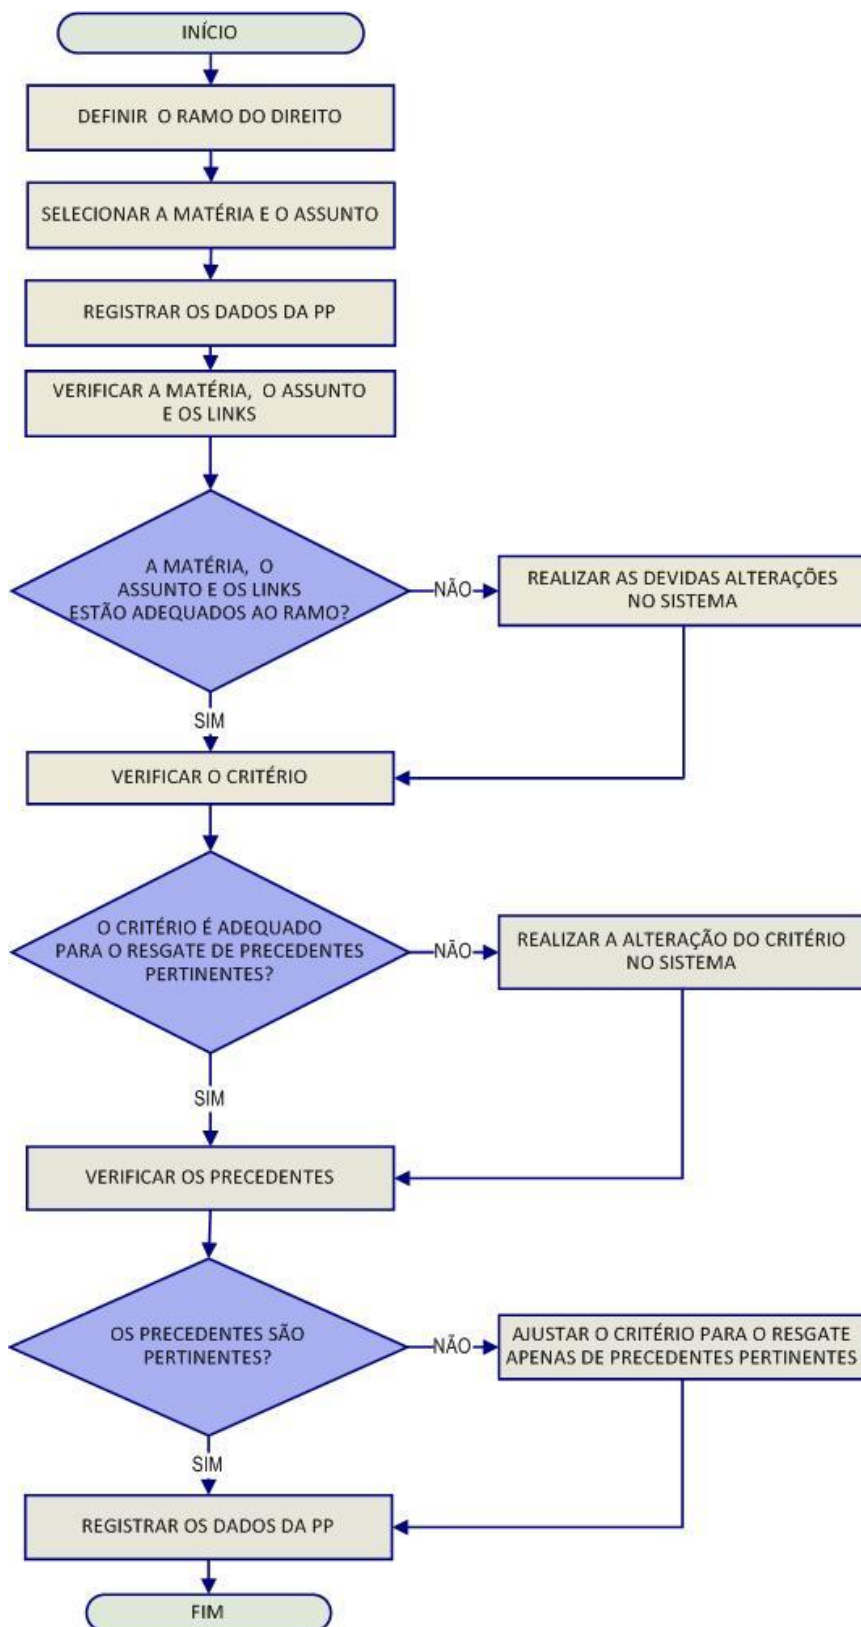 INÍCIO
DEFINIR O RAMO DO DIREITO
SELECIONAR A MATÉRIA E O ASSUNTO
REGISTRAR OS DADOS DA PP
VERIFICAR A MATÉRIA, O ASSUNTO
E OS LINKS
A MATÉRIA, O
ASSUNTO E OS LINKS
ESTÃO ADEQUADOS AO RAMO?
NÃO
REALIZAR AS DEVIDAS ALTERAÇÕES
NO SISTEMA
SIM
VERIFICAR O CRITÉRIO
O CRITÉRIO É ADEQUADO
PARA O RESGATE DE PRECEDENTES
PERTINENTES?
NÃO
REALIZAR A ALTERAÇÃO DO CRITÉRIO
NO SISTEMA
SIM
VERIFICAR OS PRECEDENTES
OS PRECEDENTES SÃO
PERTINENTES?
NÃO
AJUSTAR O CRITÉRIO PARA O RESGATE
APENAS DE PRECEDENTES PERTINENTES
SIM
REGISTRAR OS DADOS DA PP
FIM